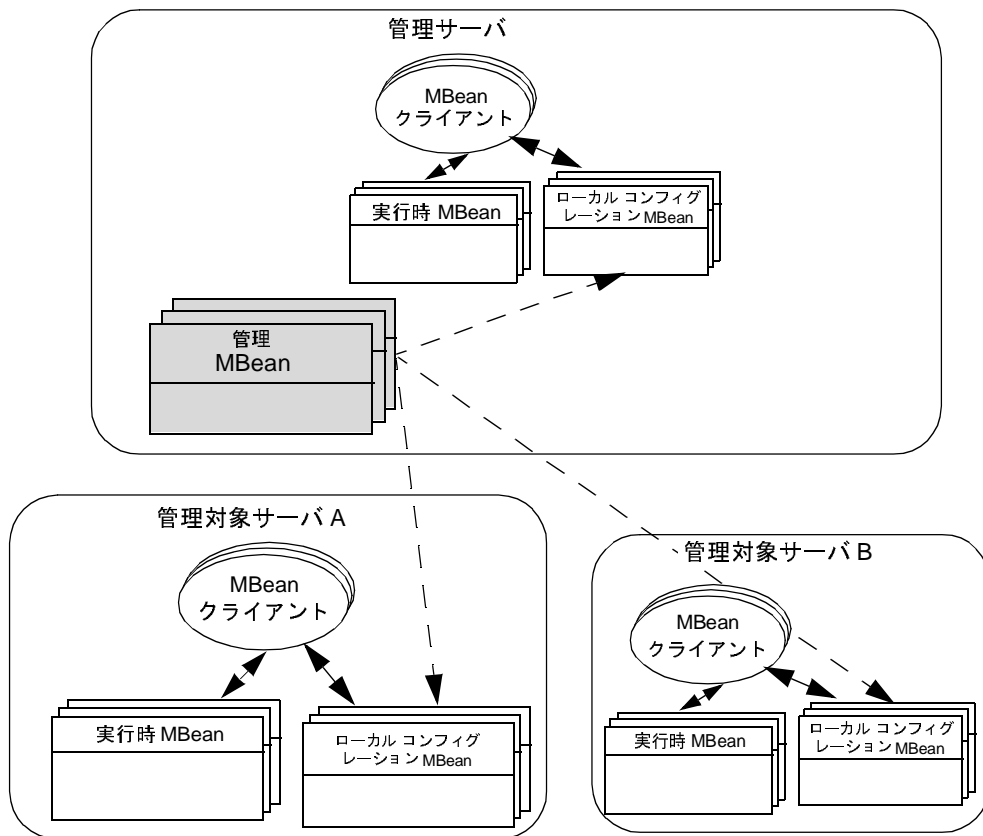 管理サーバ
MBean
クライアント
実行時 MBean
ローカル コンフィグ
レーション MBean
管理
MBean
管理対象サーバ A
MBean
クライアント
実行時 MBean
ローカル コンフィグ
レーション MBean
管理対象サーバ B
MBean
クライアント
実行時 MBean
ローカル コンフィグ
レーション MBean